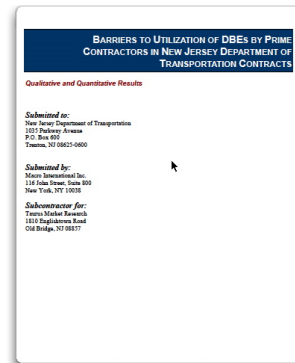 BARRIERS TO UTILIZATION OF DBES BY PRIME
CONTRACTORS IN NEW JERSEY DEPARTMENT OF
TRANSPORTATION CONTRACTS
Qualitative and Quantitative Results
Submitted to:
New Jersey Department of Transportation
1035 Parkway Avenue
P.O. Box 600
Trenton, NJ 08625-0600
Submitted by:
Macro International Inc.
116 John Street, Suite 800
New York, NY 10038
Subcontractor for:
Taurus Market Research
1810 Englishtown Road
Old Bridge, NJ 08857